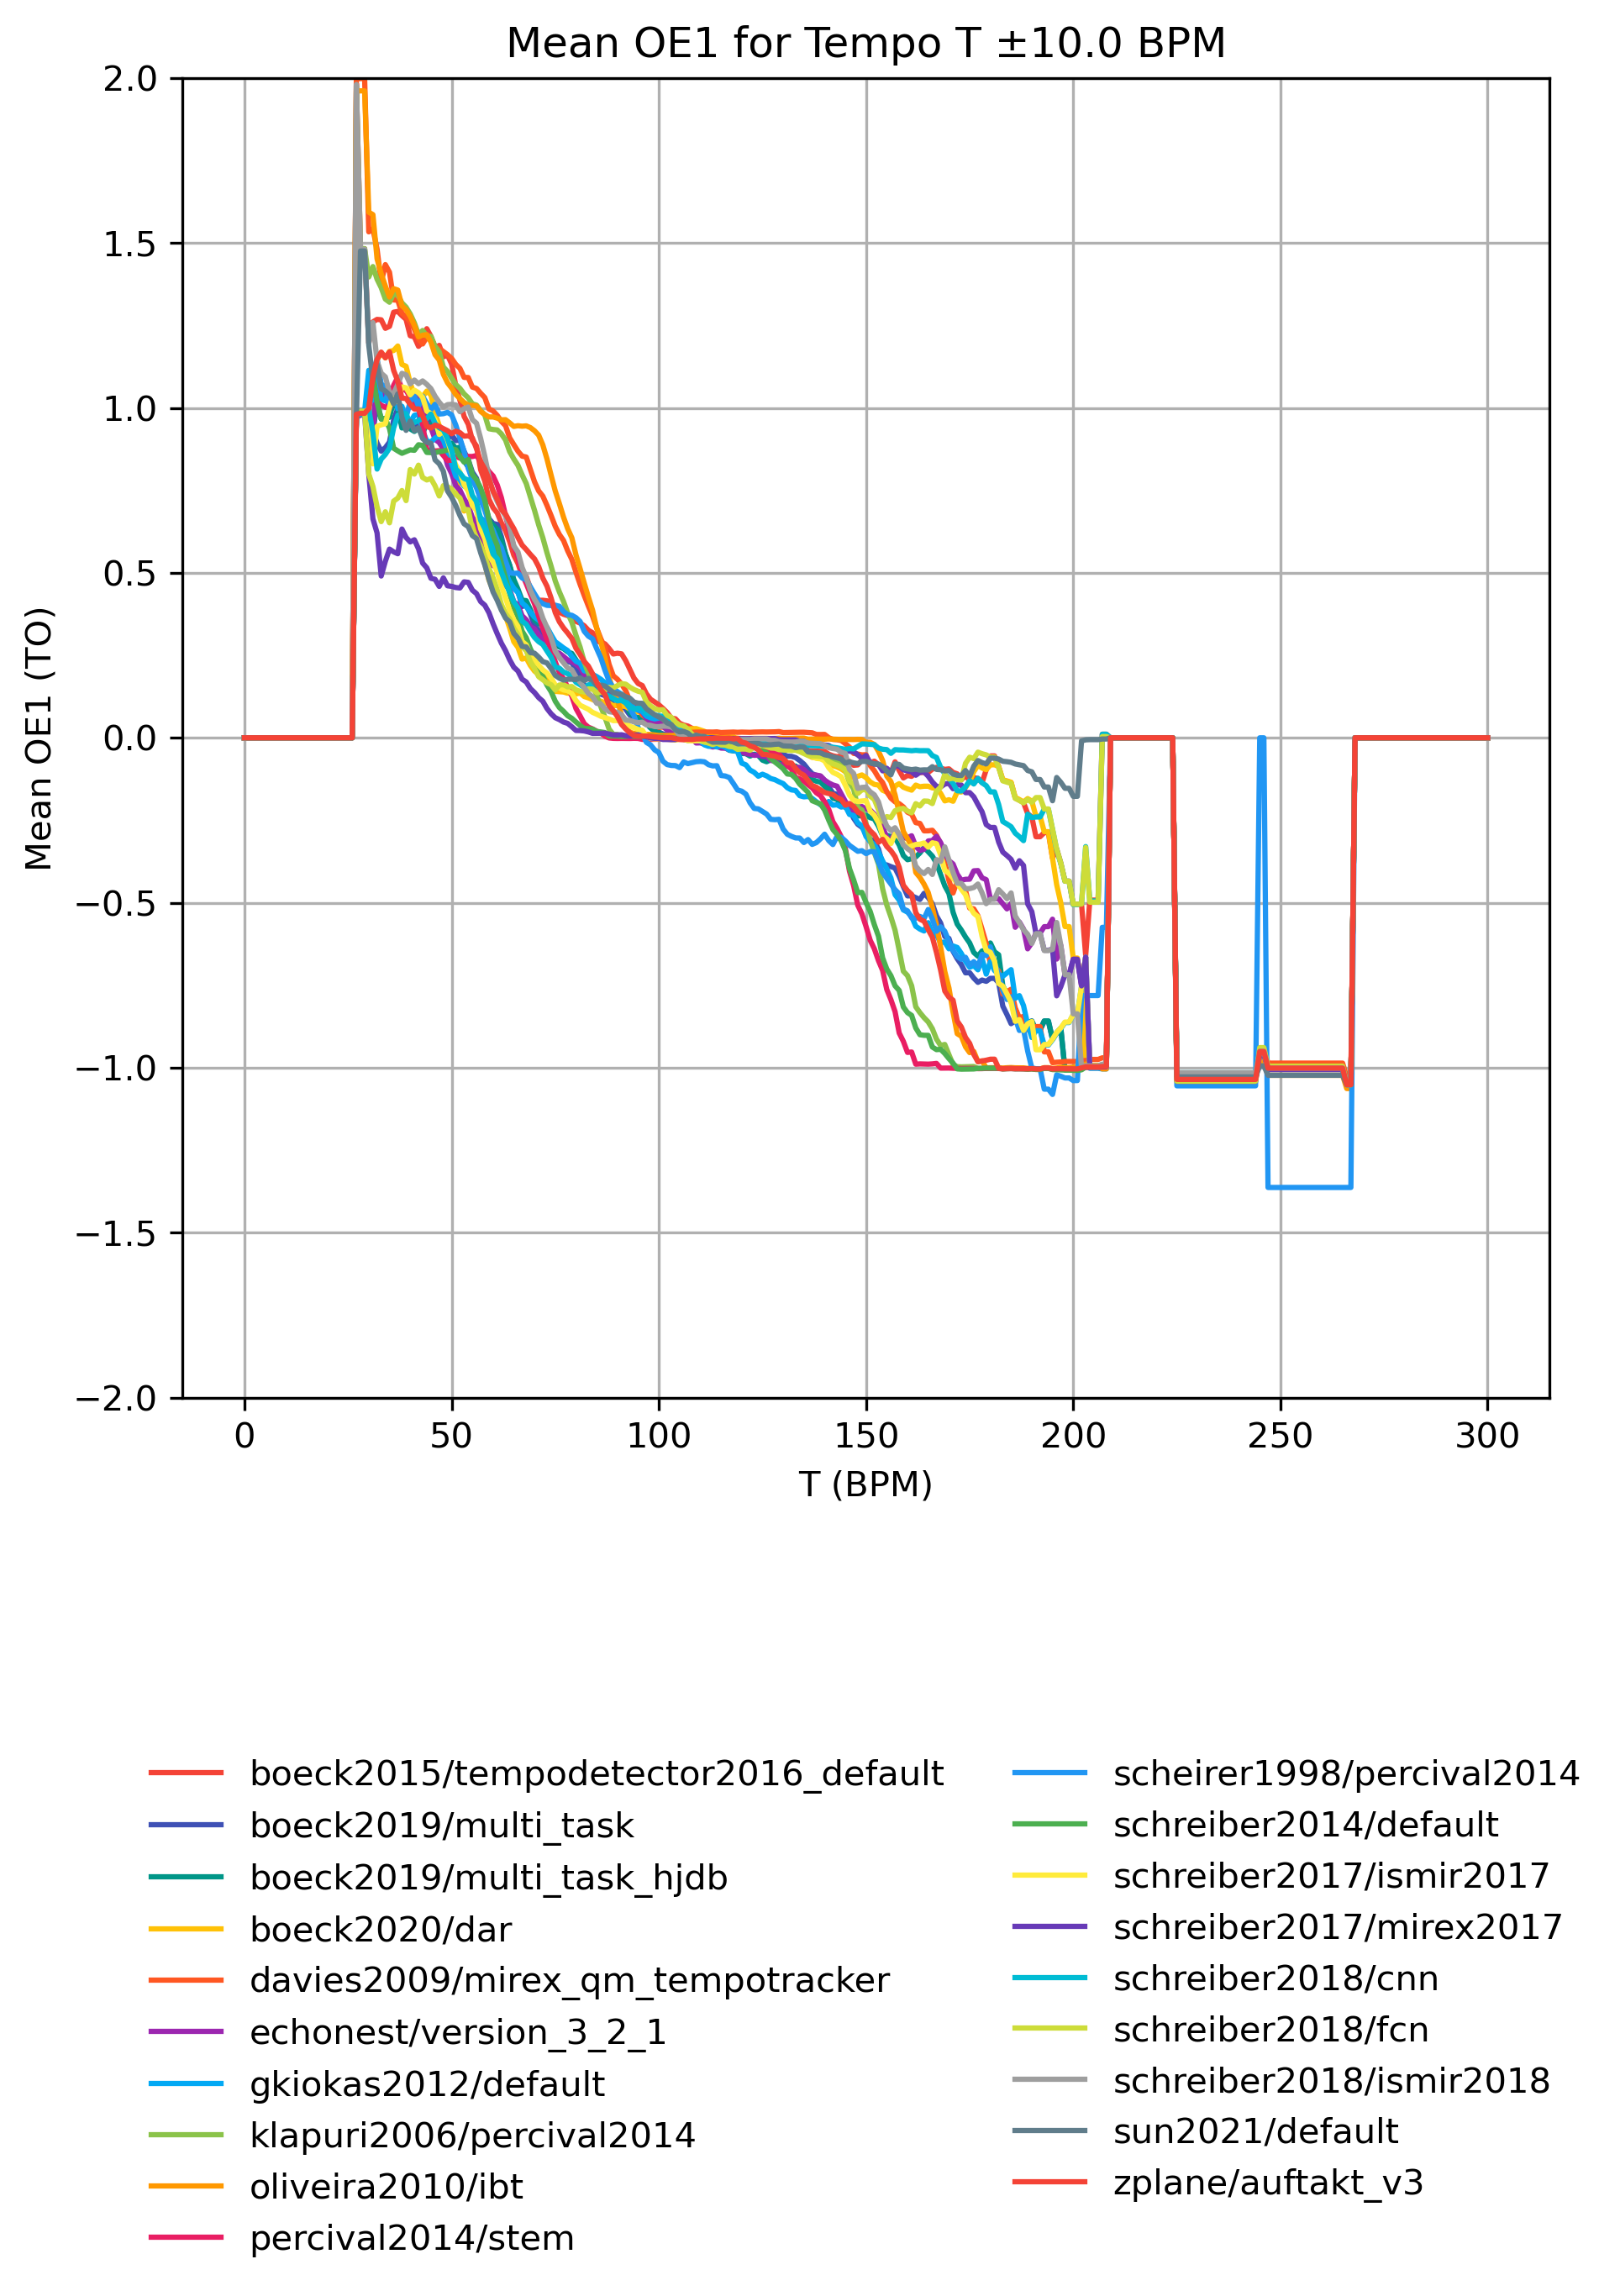 Mean OE1 for Tempo T ±10.0 BPM
2.0
1.5
1.0
0.5
0.0
−0.5
−1.0
−1.5
−2.0
Mean OE1 (TO)
0 50 100 150 200 250 300
T (BPM)
boeck2015/tempodetector2016_default
boeck2019/multi_task
boeck2019/multi_task_hjdb
boeck2020/dar
davies2009/mirex_qm_tempotracker
echonest/version_3_2_1
gkiokas2012/default
klapuri2006/percival2014
oliveira2010/ibt
percival2014/stem
scheirer1998/percival2014
schreiber2014/default
schreiber2017/ismir2017
schreiber2017/mirex2017
schreiber2018/cnn
schreiber2018/fcn
schreiber2018/ismir2018
sun2021/default
zplane/auftakt_v3